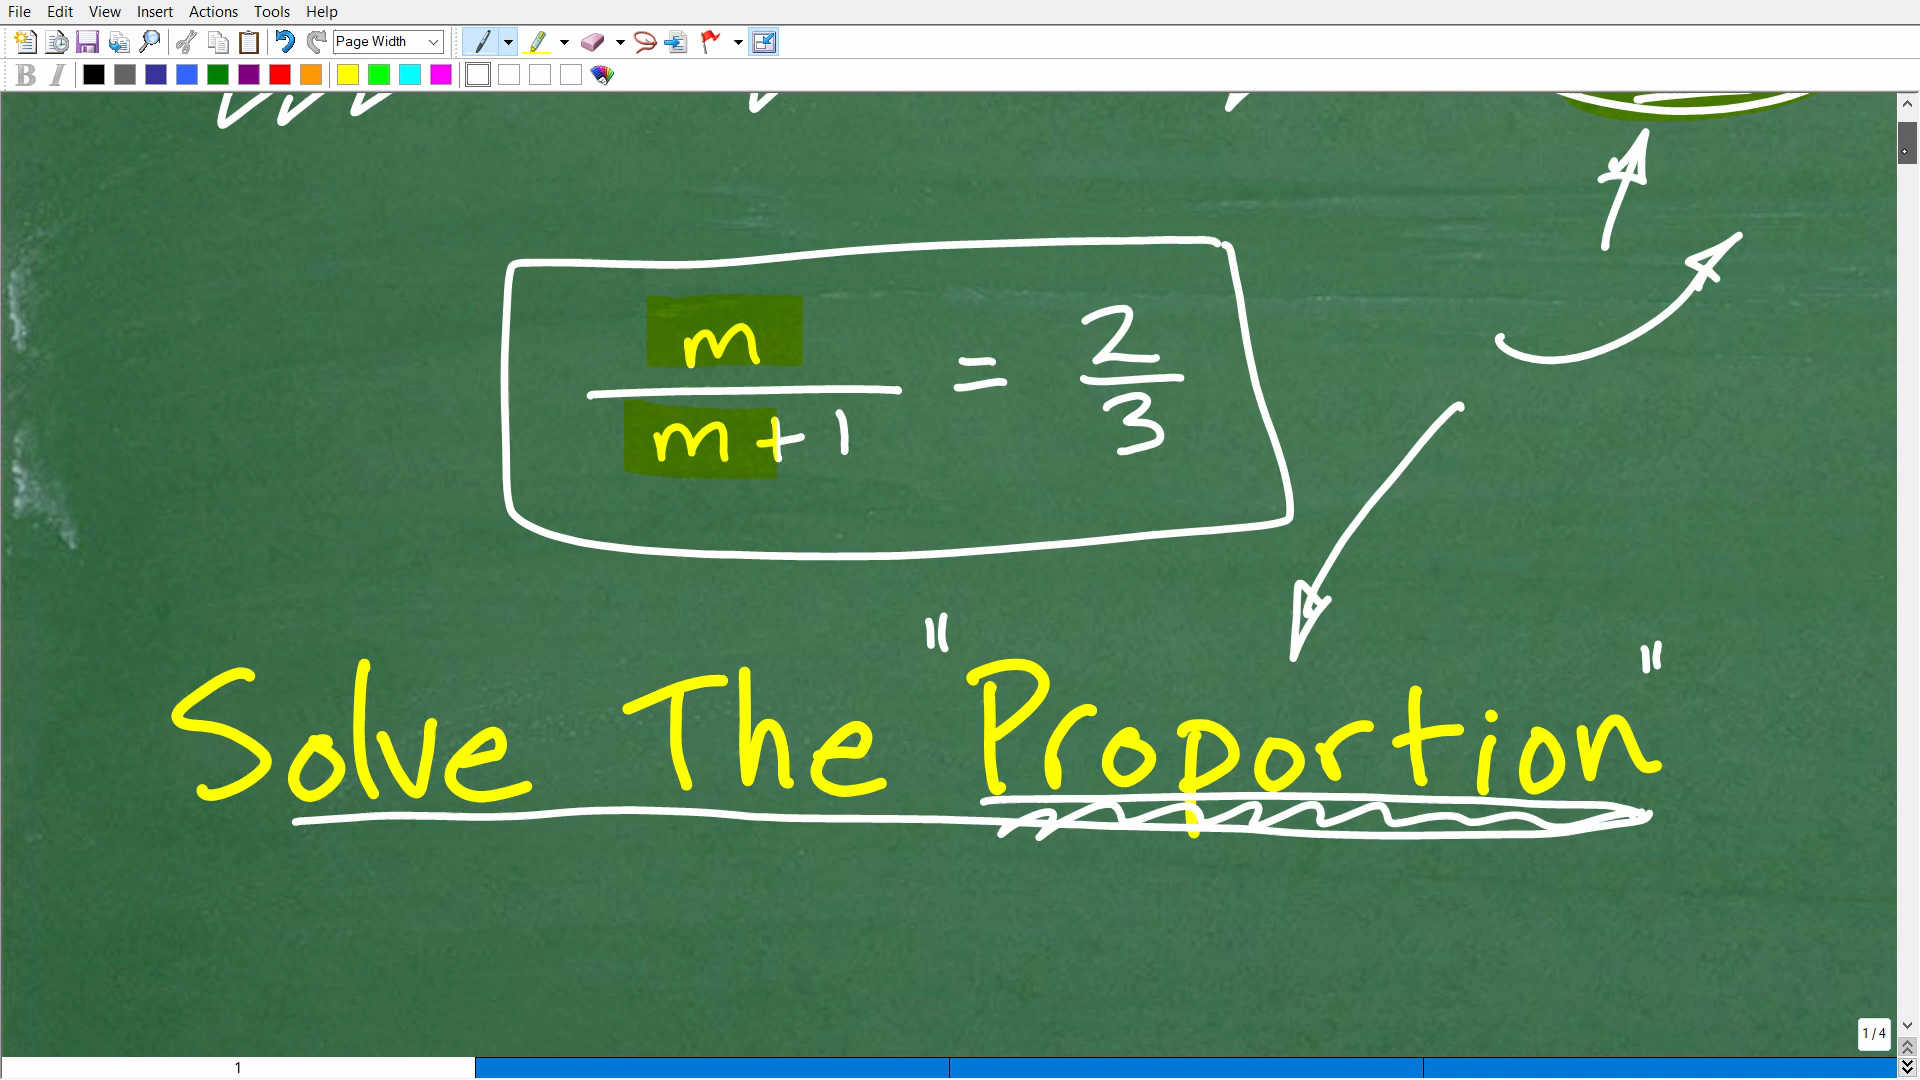 File Edit View Insert Actions Tools Help
Page Width
B I
m
m+1
=
2
3
Solve The "Proportion"
1 / 4
1